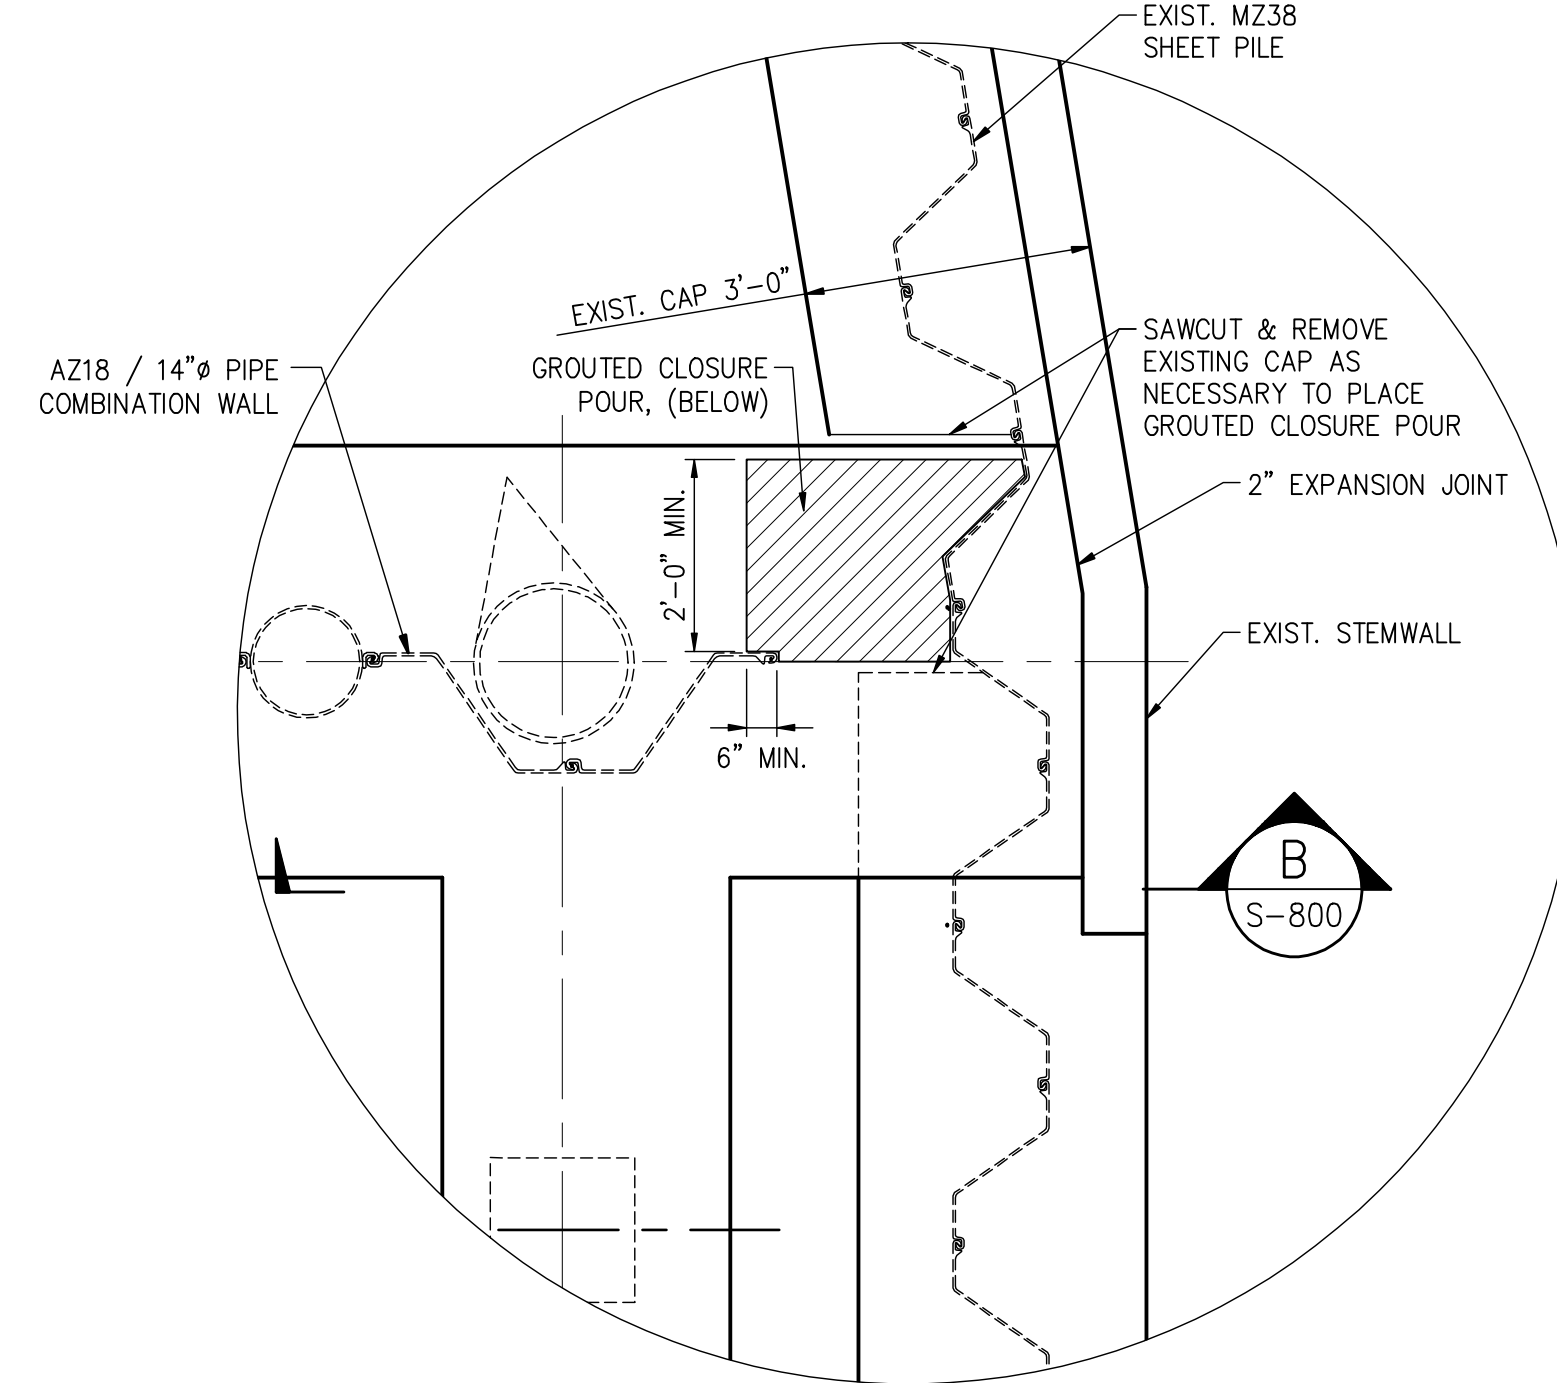 EXIST. MZ38
SHEET PILE
EXIST. CAP 3'-0"
SAWCUT & REMOVE
EXISTING CAP AS
NECESSARY TO PLACE
GROUTED CLOSURE POUR
AZ18 / 14"ø PIPE
COMBINATION WALL
GROUTED CLOSURE
POUR, (BELOW)
2" EXPANSION JOINT
2'-0" MIN.
EXIST. STEMWALL
6" MIN.
B
S-800